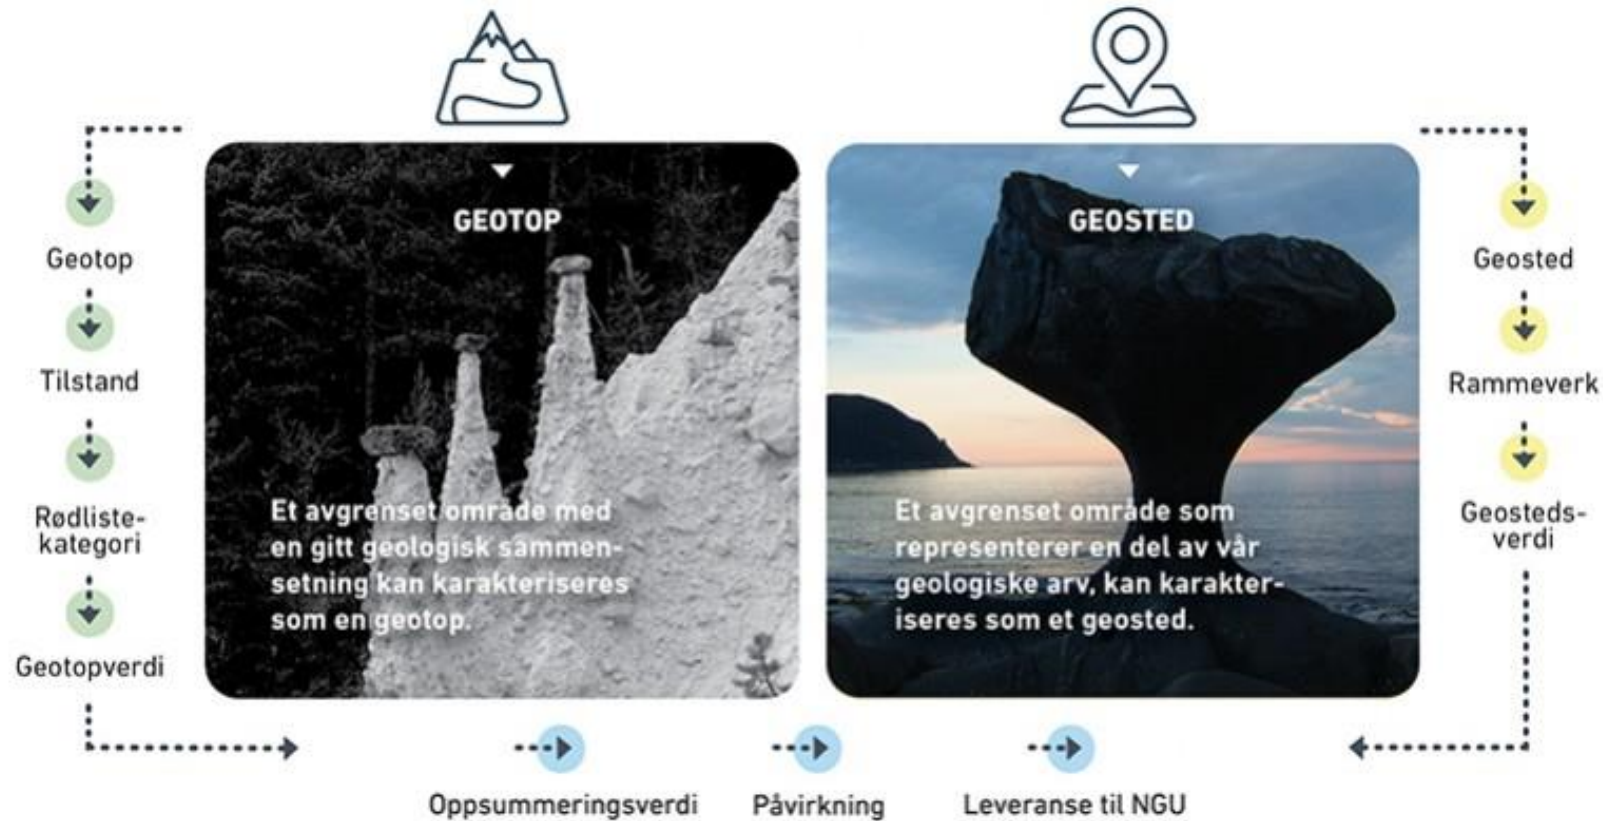 GEOTOP
Et avgrenset område med
en gitt geologisk sammen-
setning kan karakteriseres
som en geotop.
GEOSTED
Et avgrenset område som
representerer en del av vår
geologiske arv, kan karakter-
iseres som et geosted.
Geotop
Tilstand
Rødliste-
kategori
Geotopverdi
Geosted
Rammeverk
Geosteds-
verdi
Oppsummeringsverdi
Påvirkning
Leveranse til NGU